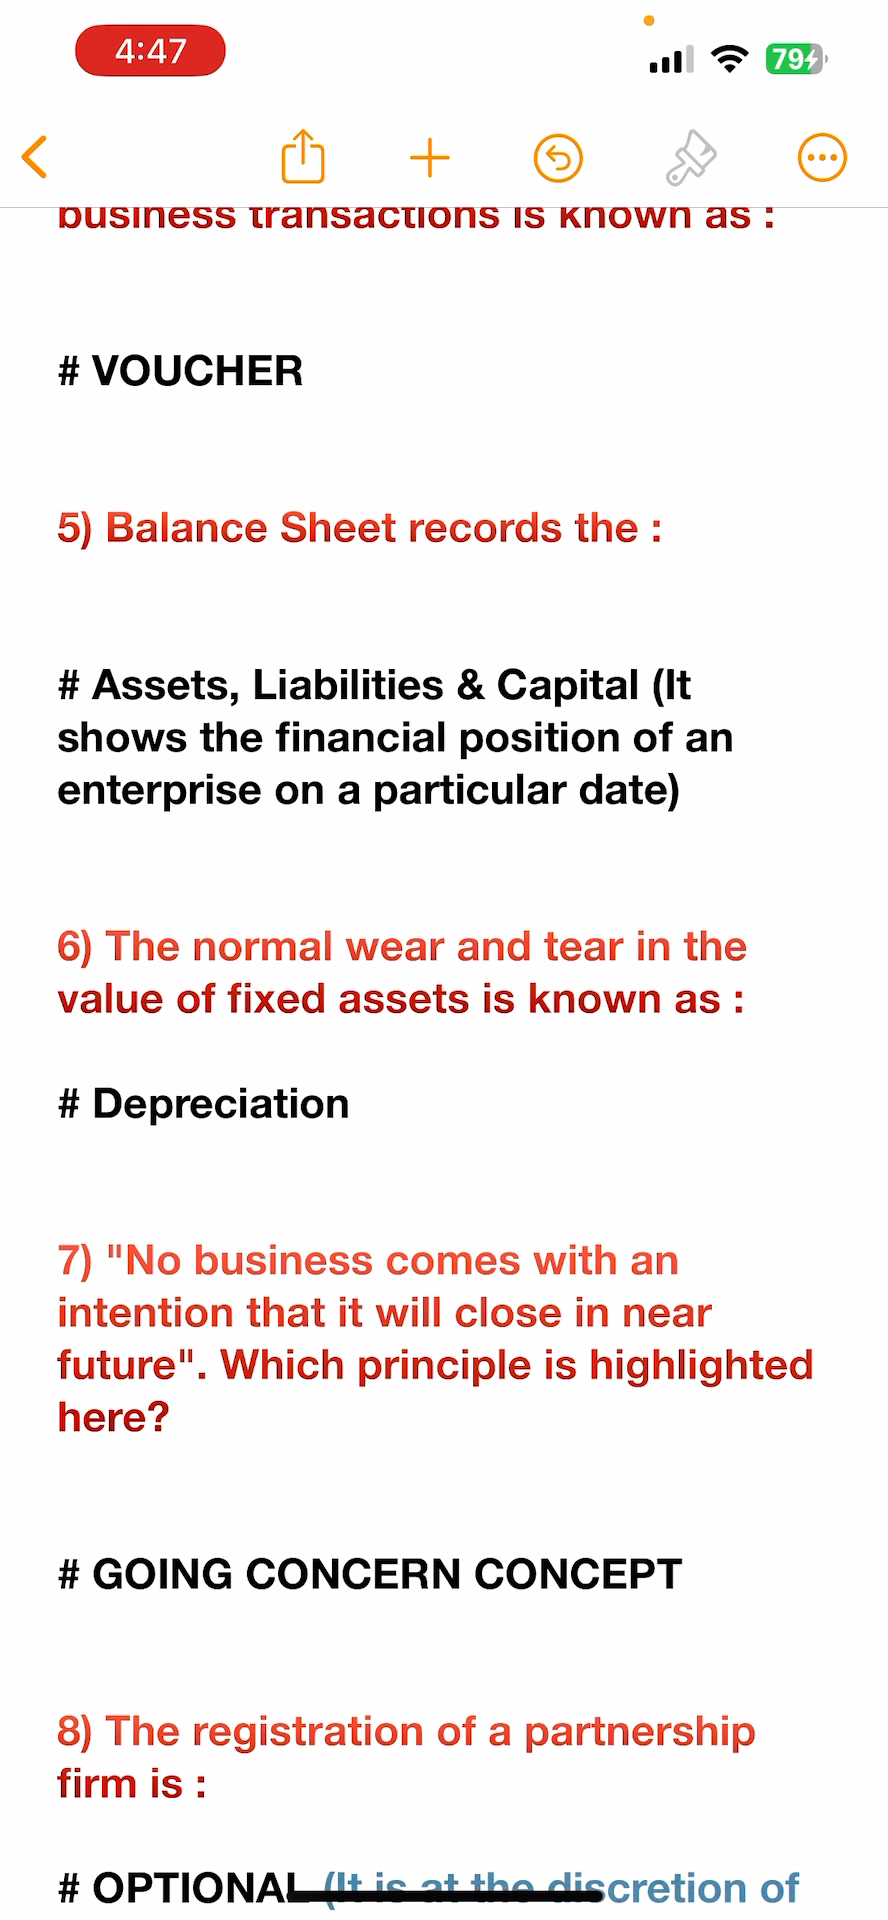 4:47
79
business transactions is known as :
# VOUCHER
5) Balance Sheet records the :
# Assets, Liabilities & Capital (It
shows the financial position of an
enterprise on a particular date)
6) The normal wear and tear in the
value of fixed assets is known as :
# Depreciation
7) "No business comes with an
intention that it will close in near
future". Which principle is highlighted
here?
# GOING CONCERN CONCEPT
8) The registration of a partnership
firm is :
# OPTIONAL (It is at the discretion of